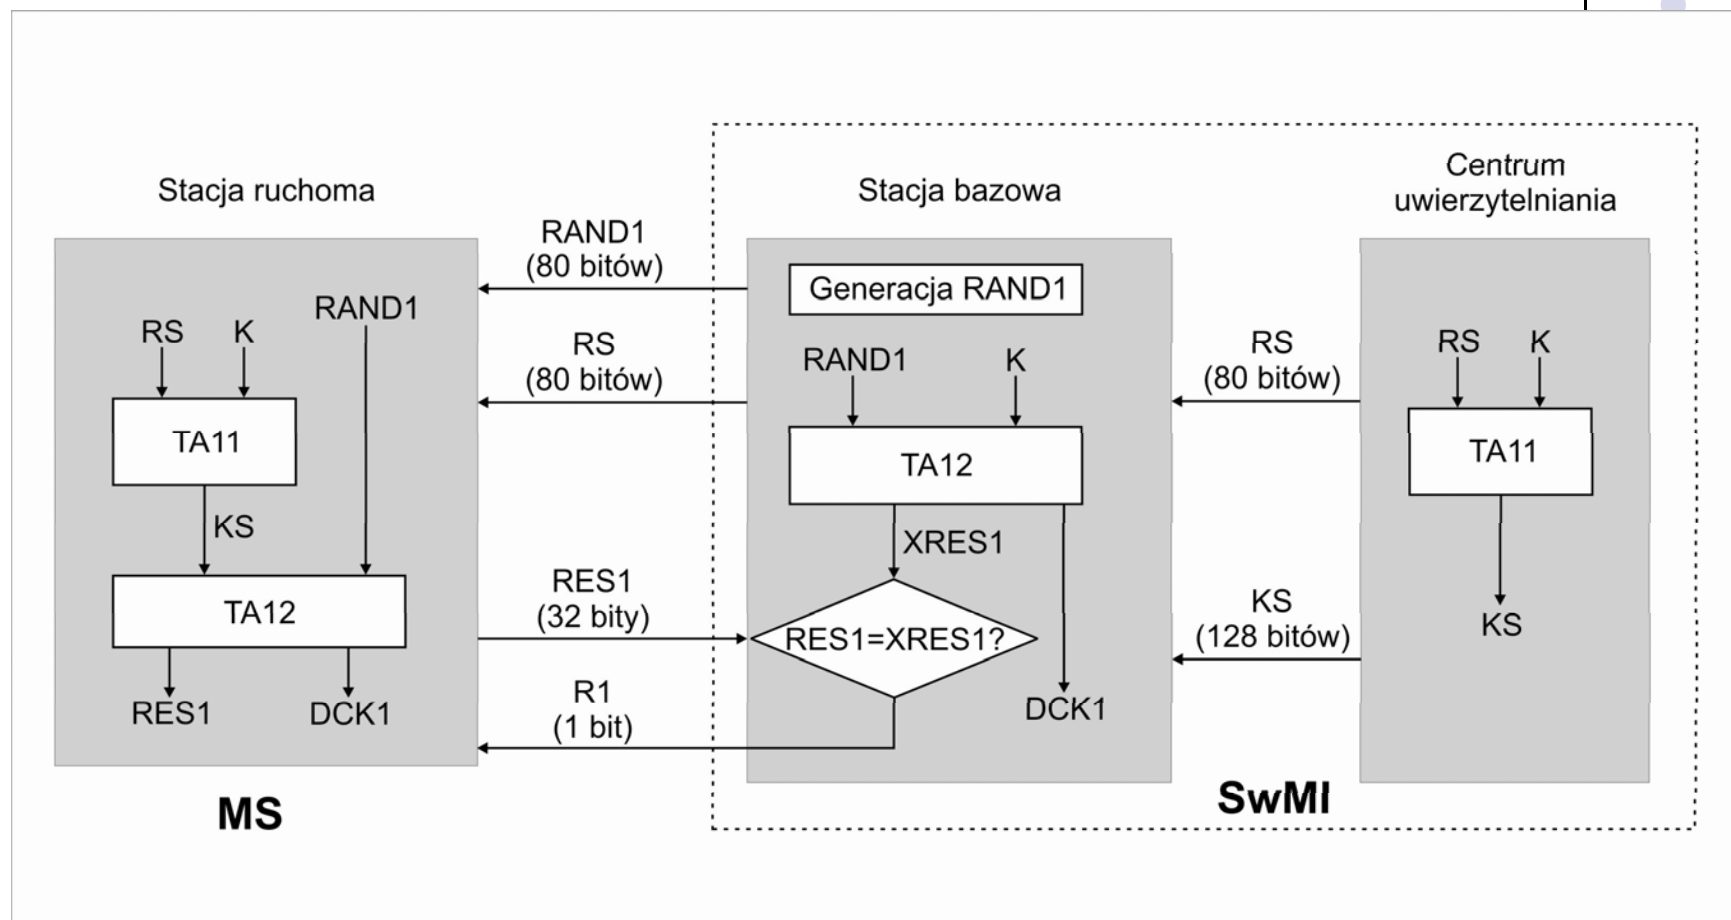 Stacja ruchoma
RAND1
RS
K
TA11
KS
TA12
RES1
DCK1
MS
RAND1
(80 bitów)
RS
(80 bitów)
RES1
(32 bity)
R1
(1 bit)
Stacja bazowa
Generacja RAND1
RAND1
K
TA12
XRES1
RES1=XRES1?
DCK1
SwMI
RS
(80 bitów)
KS
(128 bitów)
Centrum
uwierzytelniania
RS
K
TA11
KS